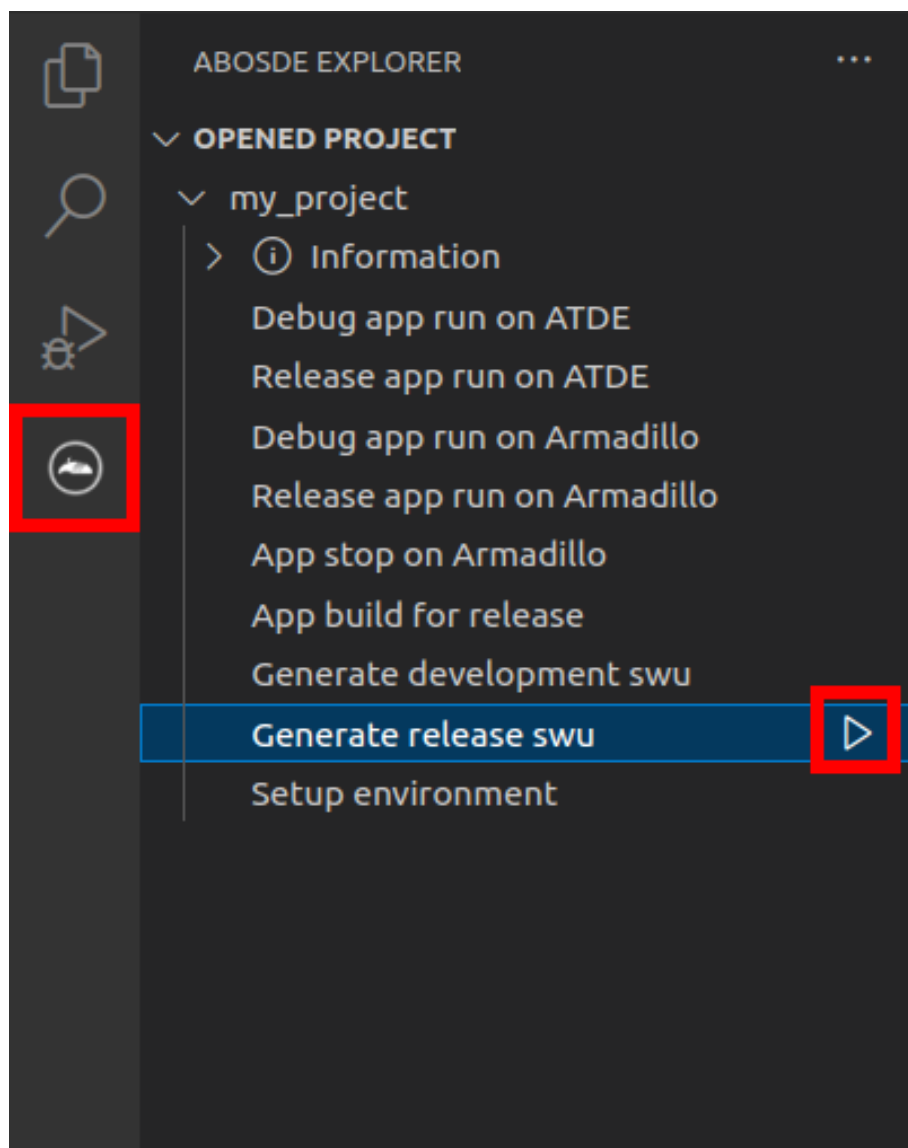 ABOSDE EXPLORER
OPENED PROJECT
my_project
Information
Debug app run on ATDE
Release app run on ATDE
Debug app run on Armadillo
Release app run on Armadillo
App stop on Armadillo
App build for release
Generate development swu
Generate release swu
Setup environment